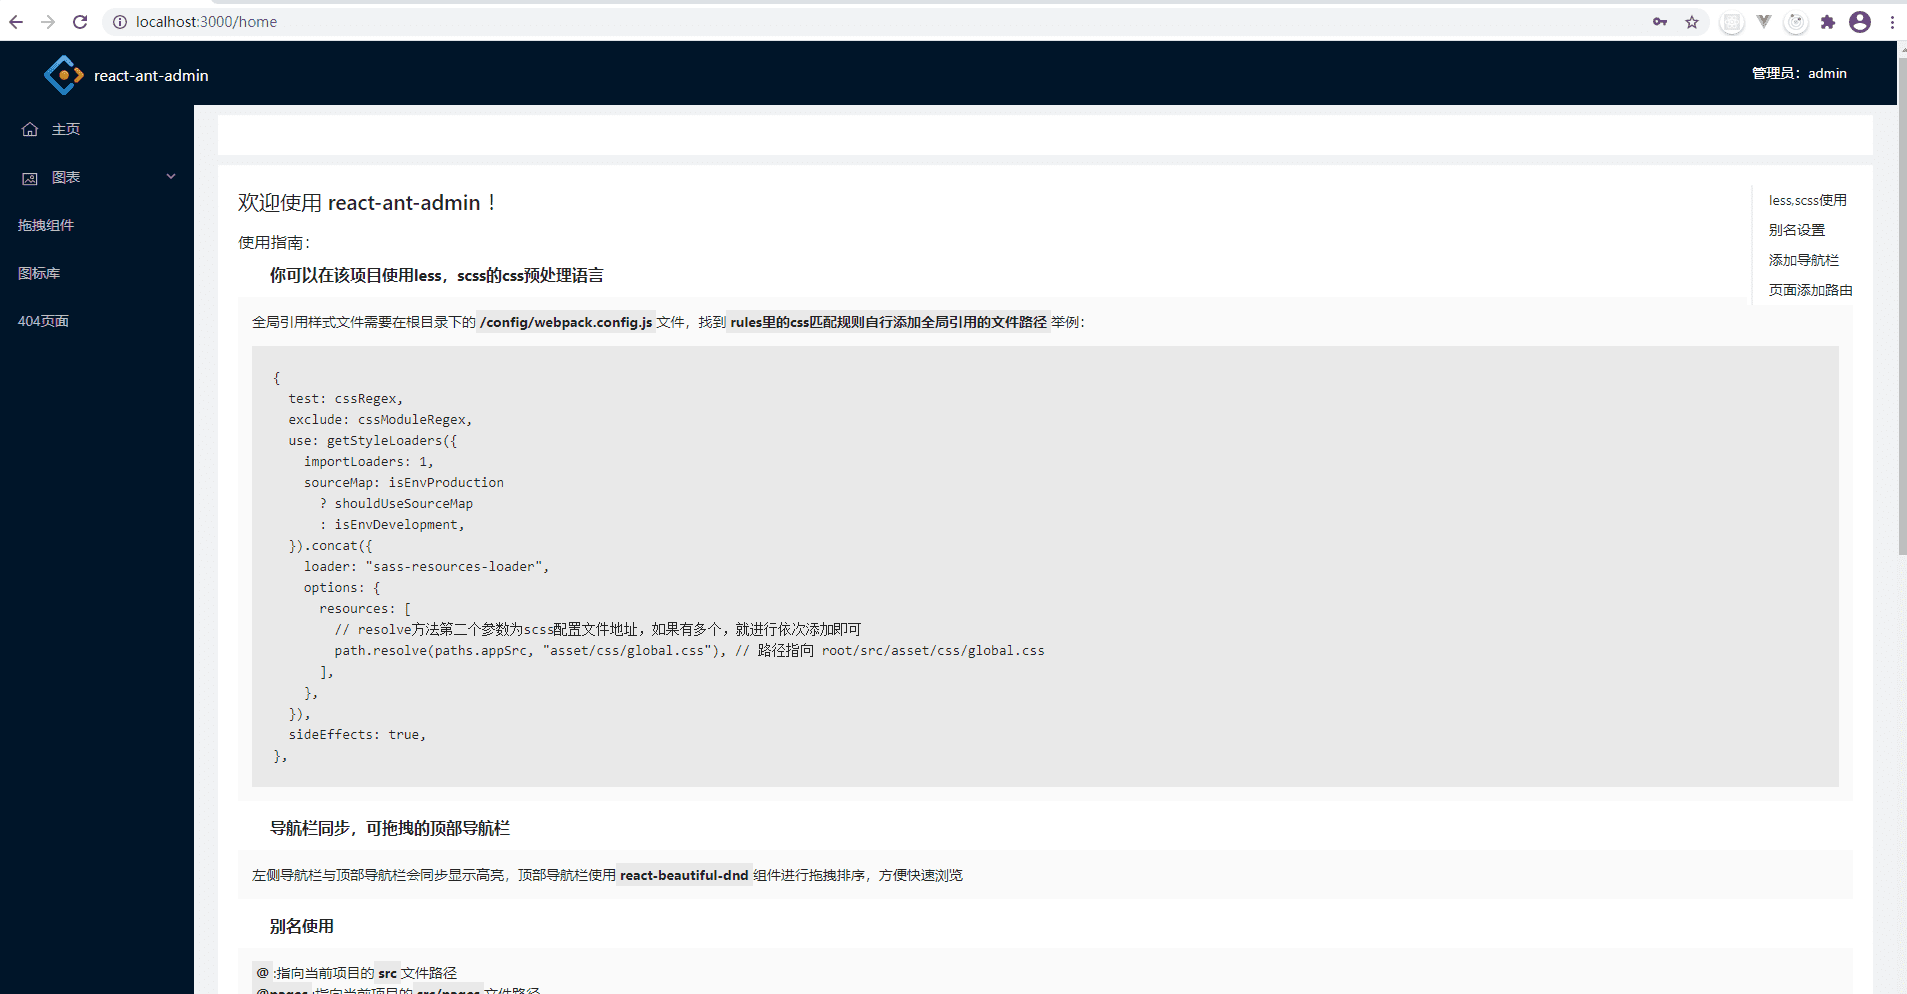 localhost:3000/home
react-ant-admin
管理员：admin
主页
图表
拖拽组件
图标库
404页面
欢迎使用 react-ant-admin！
使用指南：
你可以在该项目使用less，scss的css预处理语言
全局引用样式文件需要在根目录下的 /config/webpack.config.js 文件，找到 rules里的css匹配规则自行添加全局引用的文件路径 举例：
{
  test: cssRegex,
  exclude: cssModuleRegex,
  use: getStyleLoaders({
    importLoaders: 1,
    sourceMap: isEnvProduction
      ? shouldUseSourceMap
      : isEnvDevelopment,
  }).concat({
    loader: "sass-resources-loader",
    options: {
      resources: [
        // resolve方法第二个参数为scss配置文件地址，如果有多个，就进行依次添加即可
        path.resolve(paths.appSrc, "asset/css/global.css"), // 路径指向 root/src/asset/css/global.css
      ],
    },
  }),
  sideEffects: true,
},
导航栏同步，可拖拽的顶部导航栏
左侧导航栏与顶部导航栏会同步显示高亮，顶部导航栏使用 react-beautiful-dnd 组件进行拖拽排序，方便快速浏览
别名使用
@ :指向当前项目的 src 文件路径
@pages :指向当前项目的 src/pages 文件路径
less,scss使用
别名设置
添加导航栏
页面添加路由